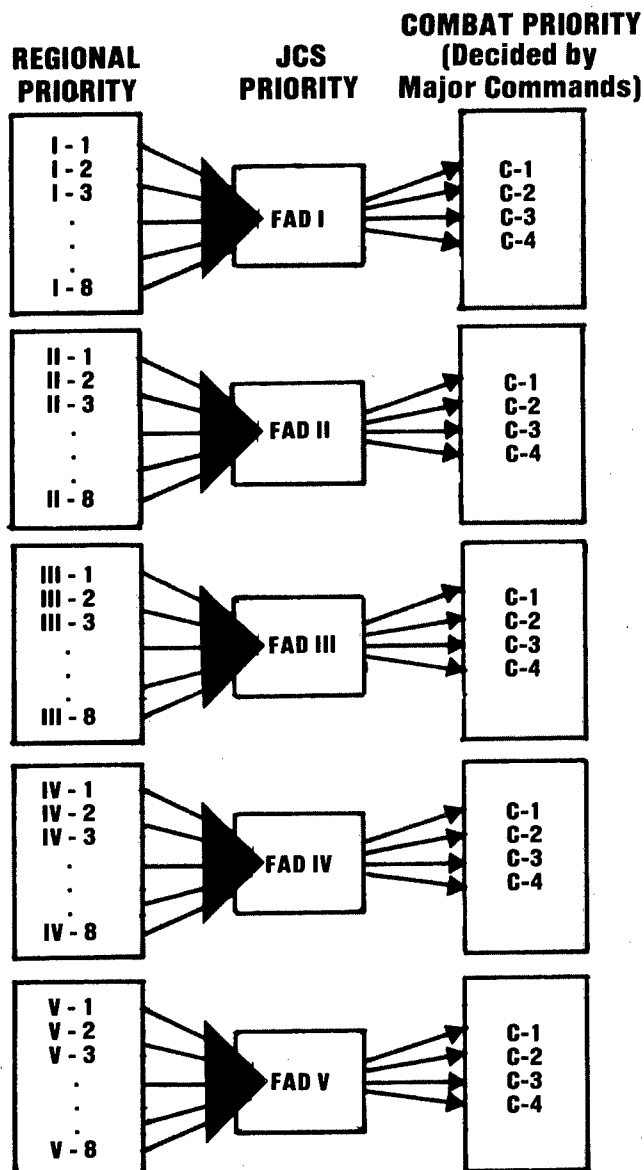 REGIONAL
PRIORITY
JCS
PRIORITY
COMBAT PRIORITY
(Decided by
Major Commands)
I - 1
I - 2
I - 3
.
.
.
I - 8
FAD I
C-1
C-2
C-3
C-4
II - 1
II - 2
II - 3
.
.
.
II - 8
FAD II
C-1
C-2
C-3
C-4
III - 1
III - 2
III - 3
.
.
.
III - 8
FAD III
C-1
C-2
C-3
C-4
IV - 1
IV - 2
IV - 3
.
.
.
IV - 8
FAD IV
C-1
C-2
C-3
C-4
V - 1
V - 2
V - 3
.
.
.
V - 8
FAD V
C-1
C-2
C-3
C-4